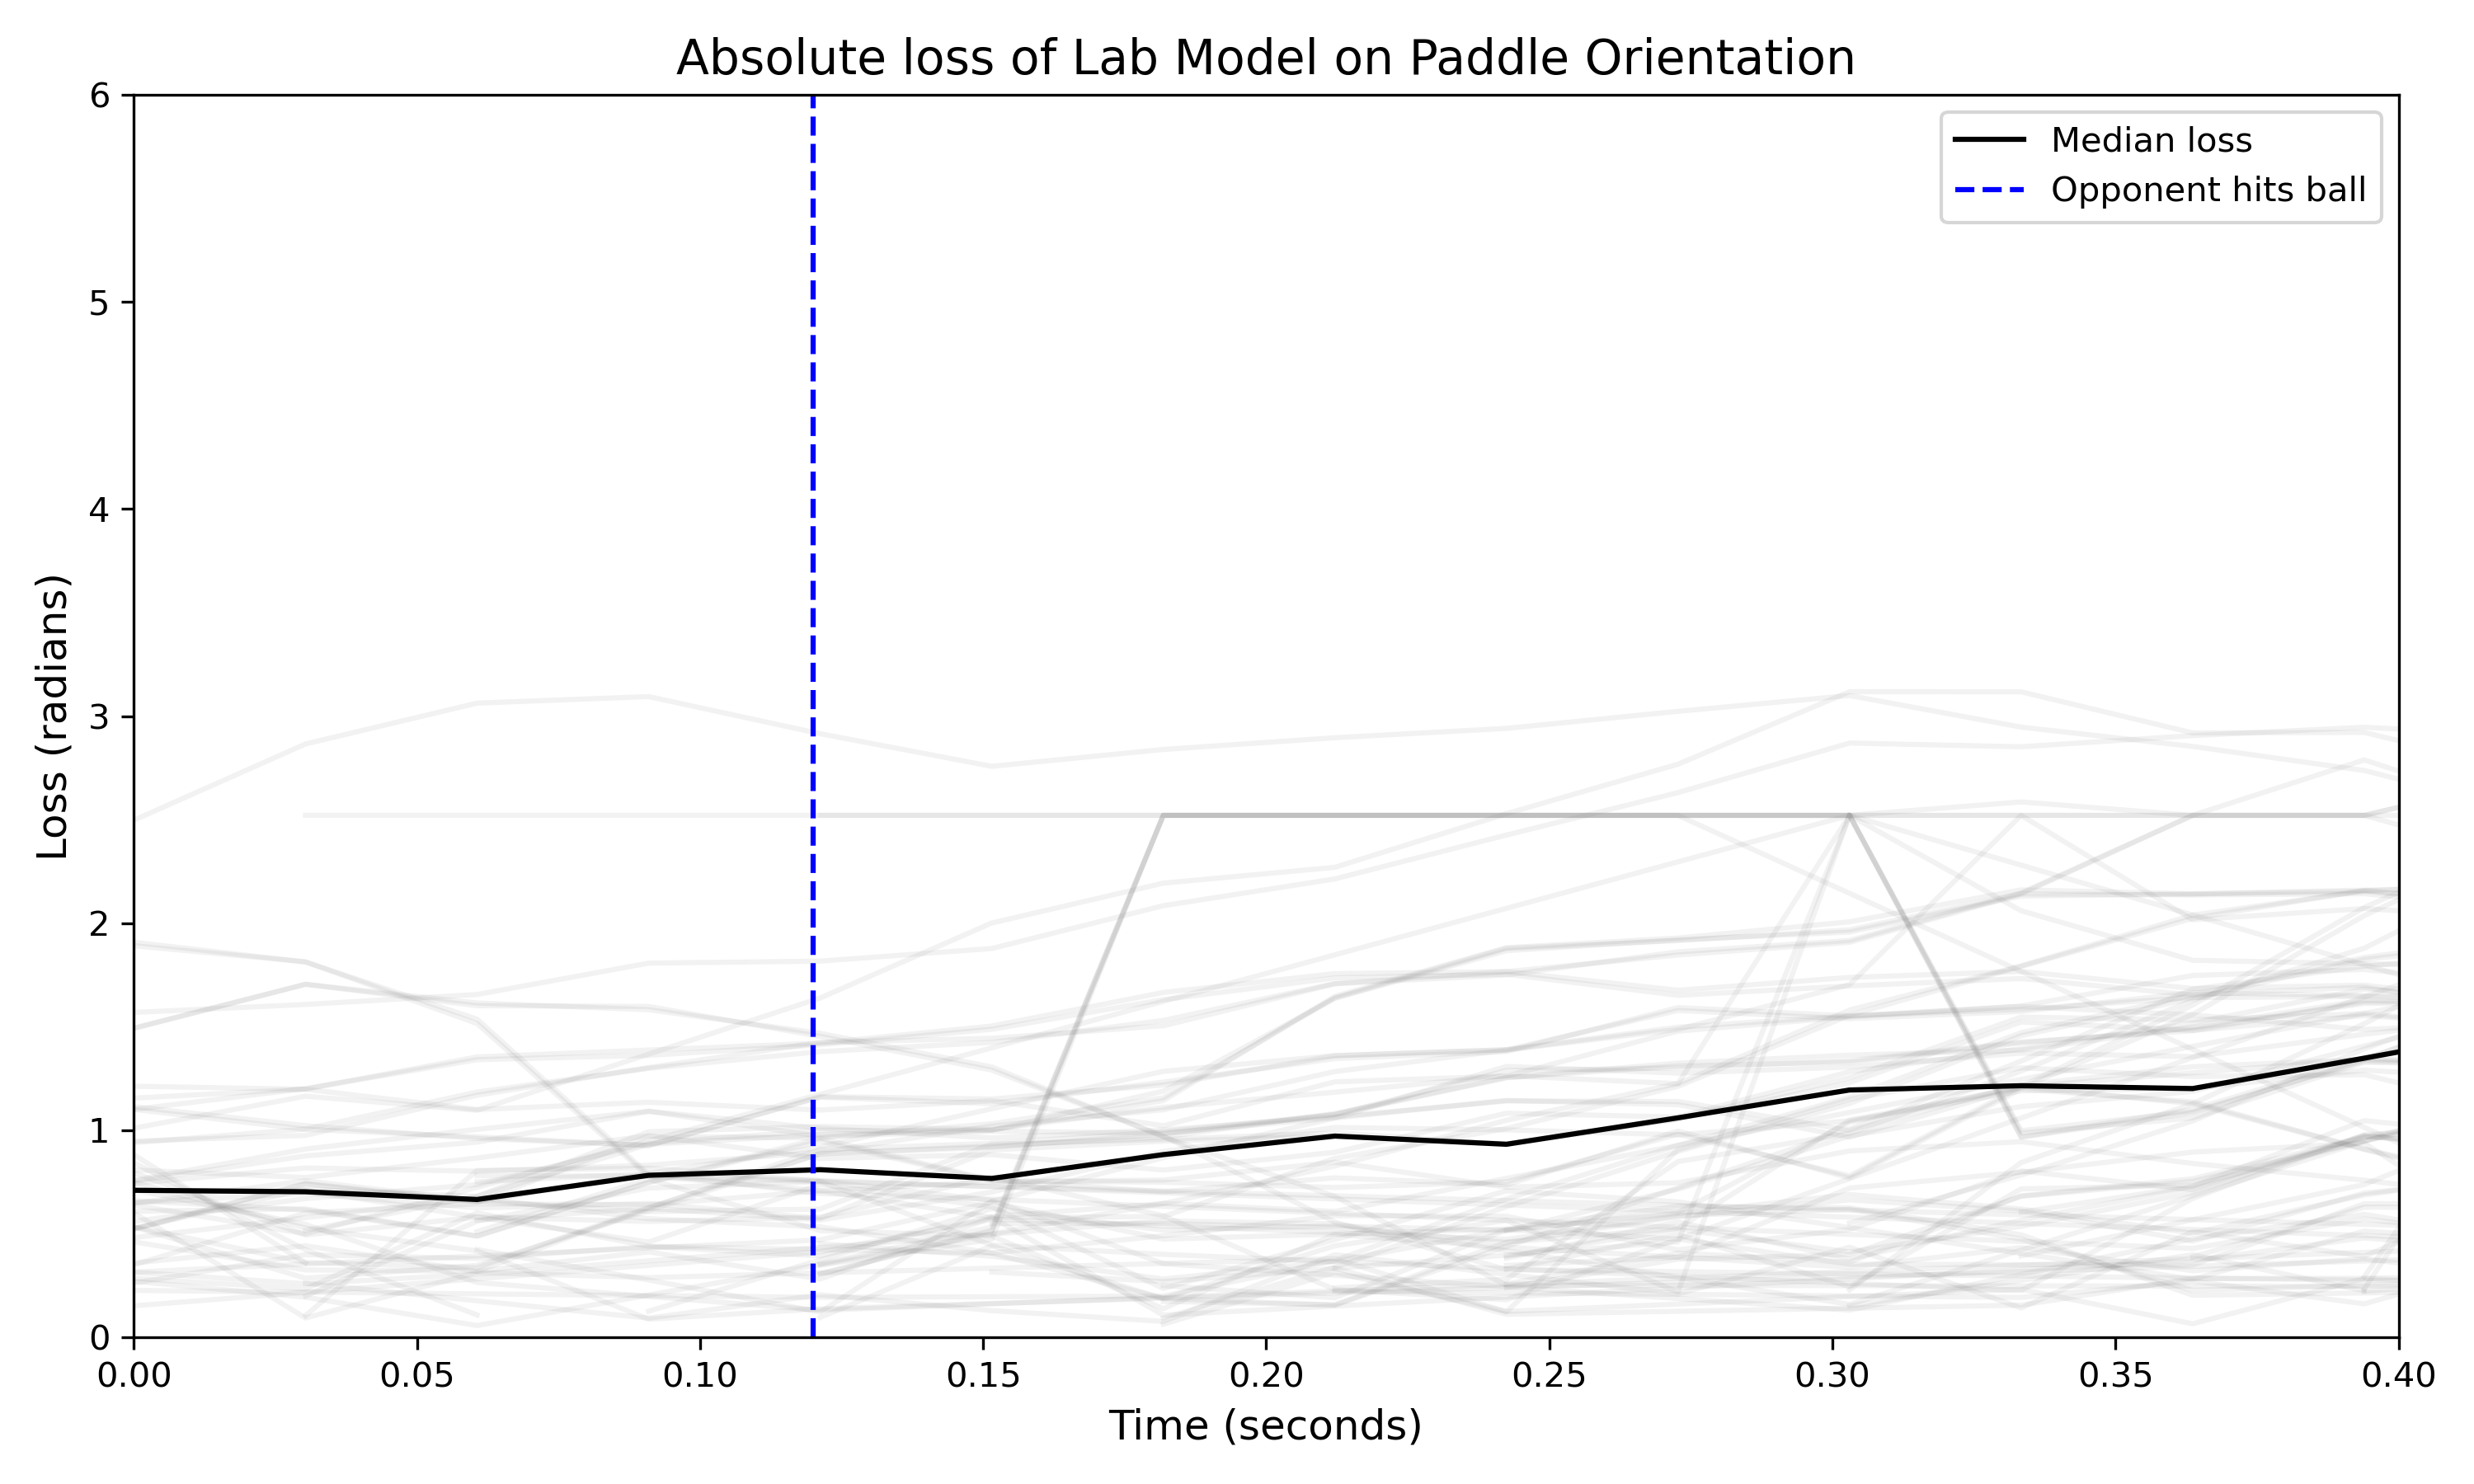 Absolute loss of Lab Model on Paddle Orientation
Median loss
Opponent hits ball
Loss (radians)
6
5
4
3
2
1
0
0.00 0.05 0.10 0.15 0.20 0.25 0.30 0.35 0.40
Time (seconds)